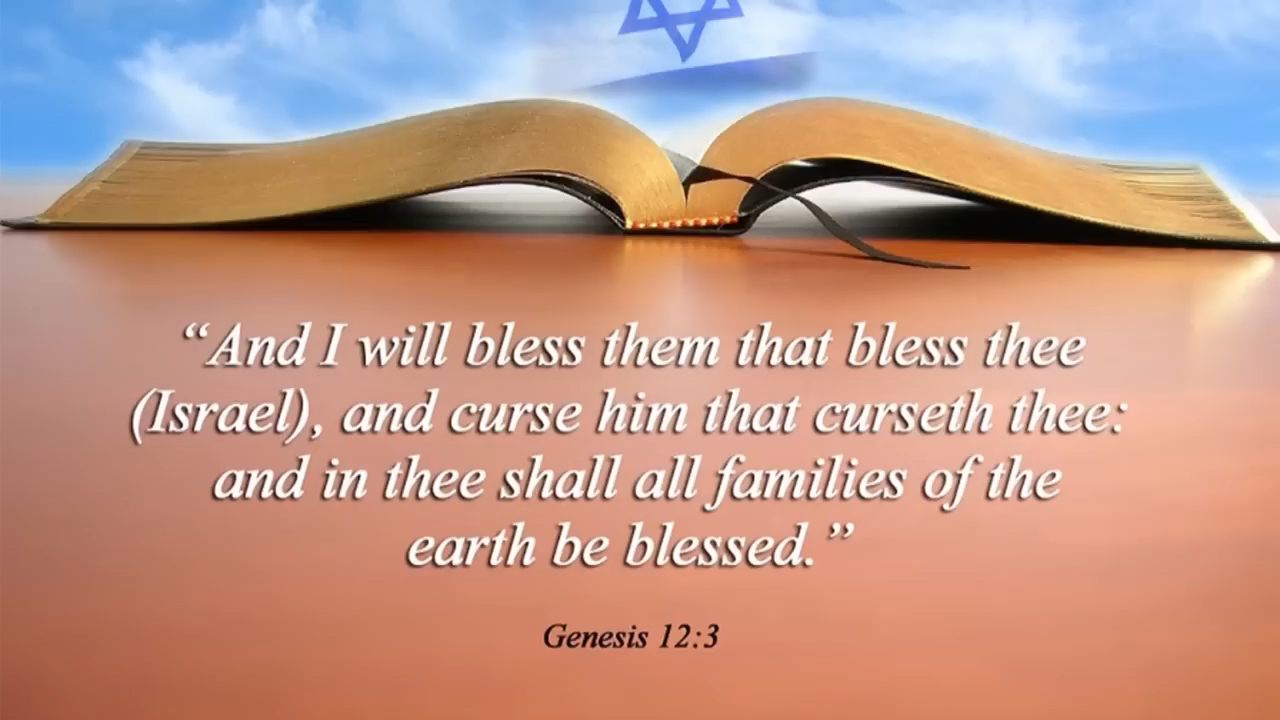 “And I will bless them that bless thee
(Israel), and curse him that curseth thee:
and in thee shall all families of the
earth be blessed.”
Genesis 12:3